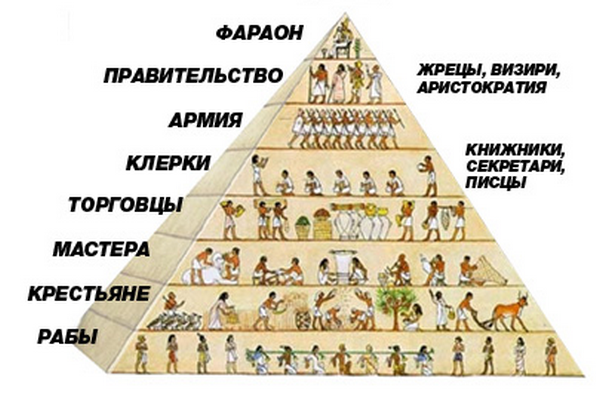 ФАРАОН
ПРАВИТЕЛЬСТВО
ЖРЕЦЫ, ВИЗИРИ,
АРИСТОКРАТИЯ
АРМИЯ
КЛЕРКИ
КНИЖНИКИ,
СЕКРЕТАРИ,
ПИСЦЫ
ТОРГОВЦЫ
МАСТЕРА
КРЕСТЬЯНЕ
РАБЫ